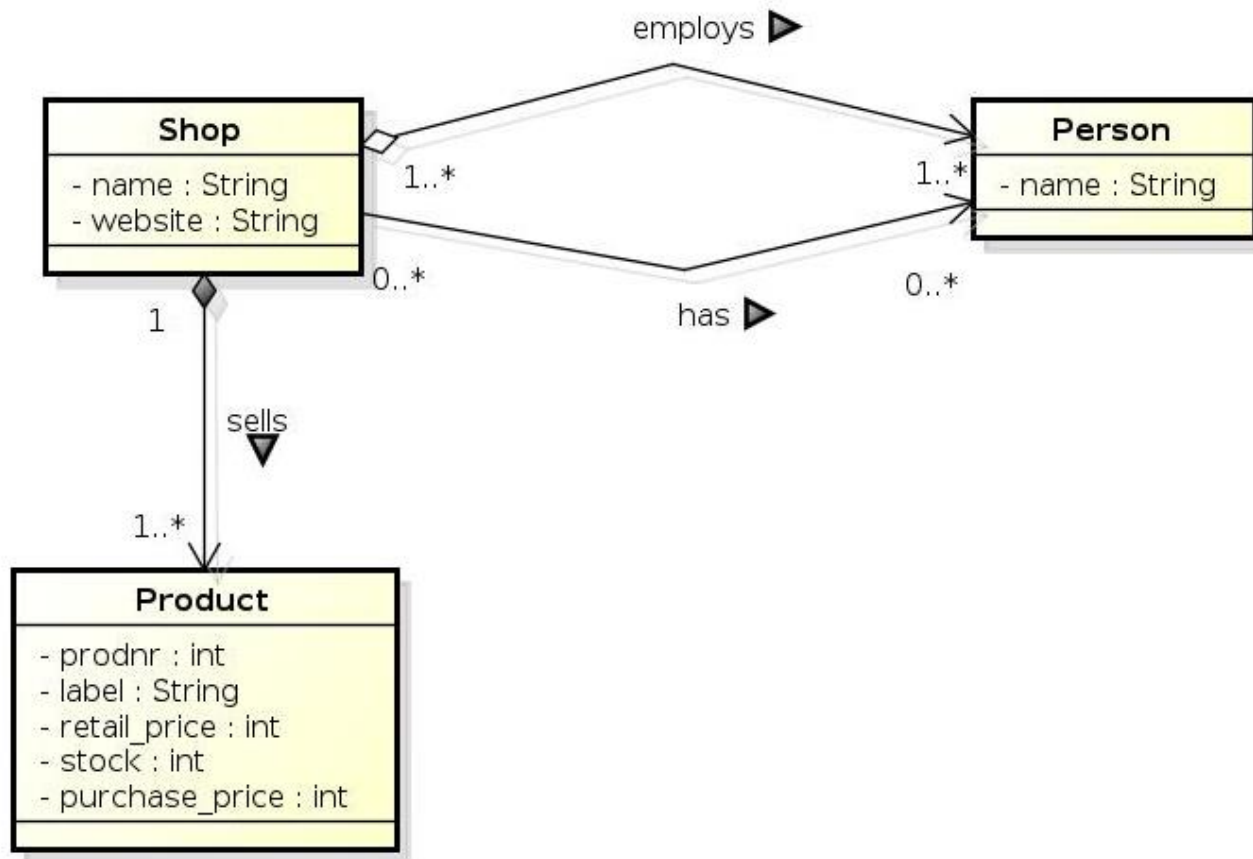 employs
Shop
- name : String
- website : String
1..*
1..*
Person
- name : String
0..*
0..*
has
1
sells
1..*
Product
- prodnr : int
- label : String
- retail_price : int
- stock : int
- purchase_price : int